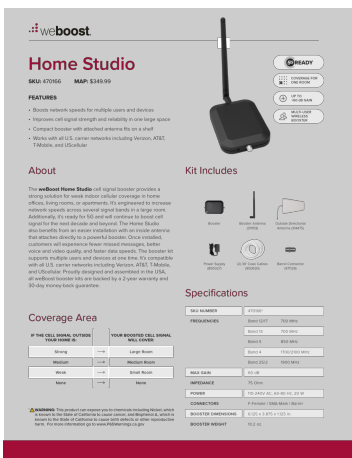 weboost.
Home Studio
SKU: 470166 MAP: $349.99
FEATURES
• Boosts network speeds for multiple users and devices
• Improves cell signal strength and reliability in one large space
• Compact booster with attached antenna fits on a shelf
• Works with all U.S. carrier networks including Verizon, AT&T,
T-Mobile, and UScellular
5G READY
COVERAGE FOR
ONE ROOM
UP TO
MULTI-USER
WIRELESS
BOOSTER
About
The weBoost Home Studio cell signal booster provides a
strong solution for weak indoor cellular coverage in home
offices, living rooms, or apartments. It's engineered to increase
network speeds across several signal bands in a large room.
Additionally, it's ready for 5G and will continue to boost cell
signal for the next decade and beyond. The Home Studio
also benefits from an easier installation with an inside antenna
that attaches directly to a powerful booster. Once installed,
customers will experience fewer missed messages, better
voice and video quality, and faster data speeds. The booster kit
supports multiple users and devices at one time. It's compatible
with all U.S. carrier networks including Verizon, AT&T, T-Mobile,
and UScellular. Proudly designed and assembled in the USA,
all weBoost booster kits are backed by a 2-year warranty and
30-day money-guarantee.
Kit Includes
Booster
Booster Antenna
Outside Directional
Antenna
Power Supply
Coax Cables
Barrel Connector
Coverage Area
IF THE CELL SIGNAL OUTSIDE
YOUR HOME IS:
YOUR BOOSTED CELL SIGNAL
WILL COVER:
Strong → Large Room
Medium → Medium Room
Weak → Small Room
None → None
WARNING: This product can expose you to chemicals including Nickel, which
is known to the State of California to cause cancer, and Bisphenol A, which is
known to the State of California to cause birth defects or other reproductive
harm. For more information go to www.P65Warnings.ca.gov
Specifications
SKU NUMBER 470166
FREQUENCIES Band 12/17 700 MHz
Band 13 700 MHz
Band 5 850 MHz
Band 4 1700/2100 MHz
Band 25/2 1900 MHz
MAX GAIN
IMPEDANCE 75 Ohm
POWER
CONNECTORS
BOOSTER DIMENSIONS
BOOSTER WEIGHT